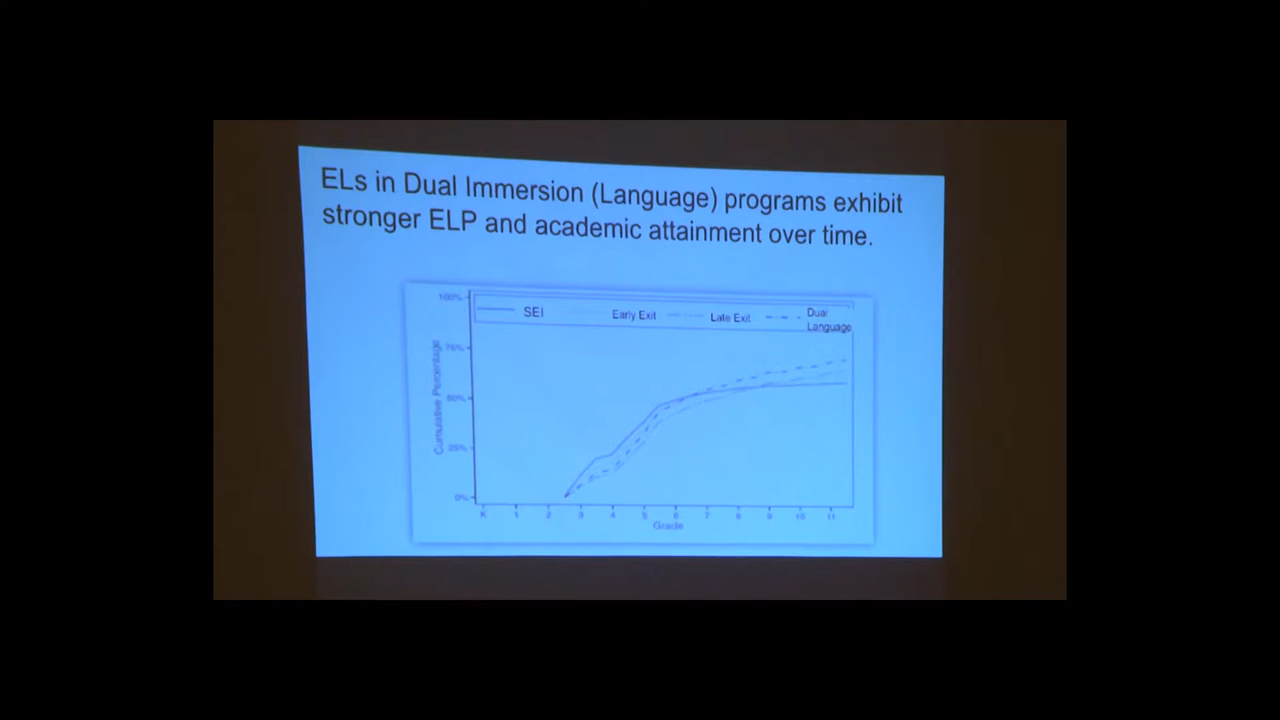 ELs in Dual Immersion (Language) programs exhibit
stronger ELP and academic attainment over time.
100%
SEI
Early Exit
Late Exit
Dual
Language
75%
50%
25%
0%
Cumulative Percentage
K 1 2 3 4 5 6 7 8 9 10 11
Grade